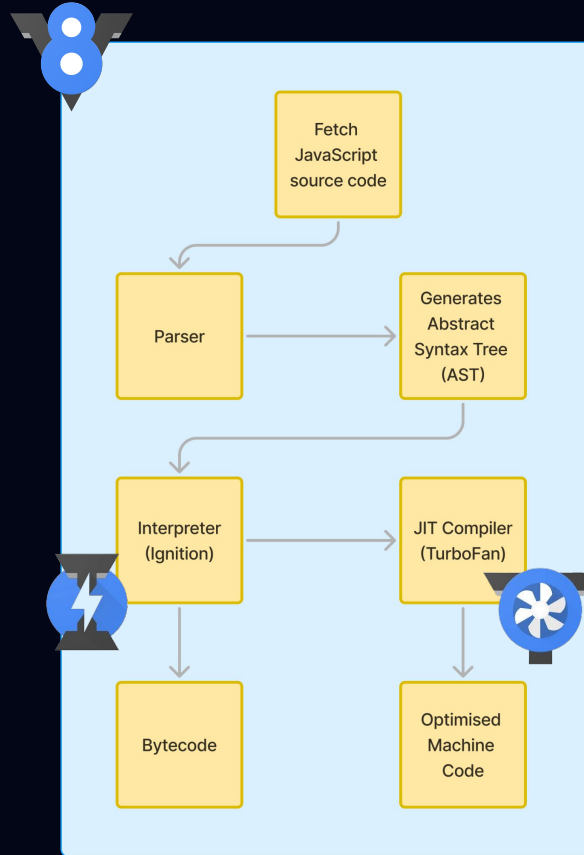 8
Fetch
JavaScript
source code
Parser
Generates
Abstract
Syntax Tree
(AST)
Interpreter
(Ignition)
JIT Compiler
(TurboFan)
Bytecode
Optimised
Machine
Code